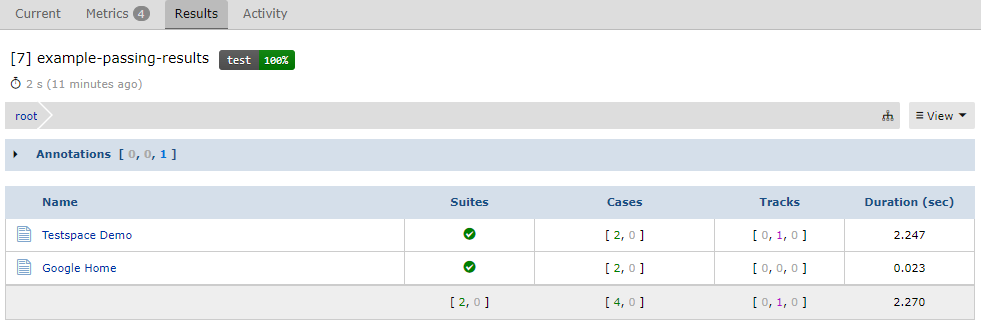 Current Metrics 4 Results Activity
[7] example-passing-results test 100%
2 s (11 minutes ago)
root View
Annotations [ 0, 0, 1 ]
Name Suites Cases Tracks Duration (sec)
Testspace Demo [ 2, 0 ] [ 0, 1, 0 ] 2.247
Google Home [ 2, 0 ] [ 0, 0, 0 ] 0.023
[ 2, 0 ] [ 4, 0 ] [ 0, 1, 0 ] 2.270